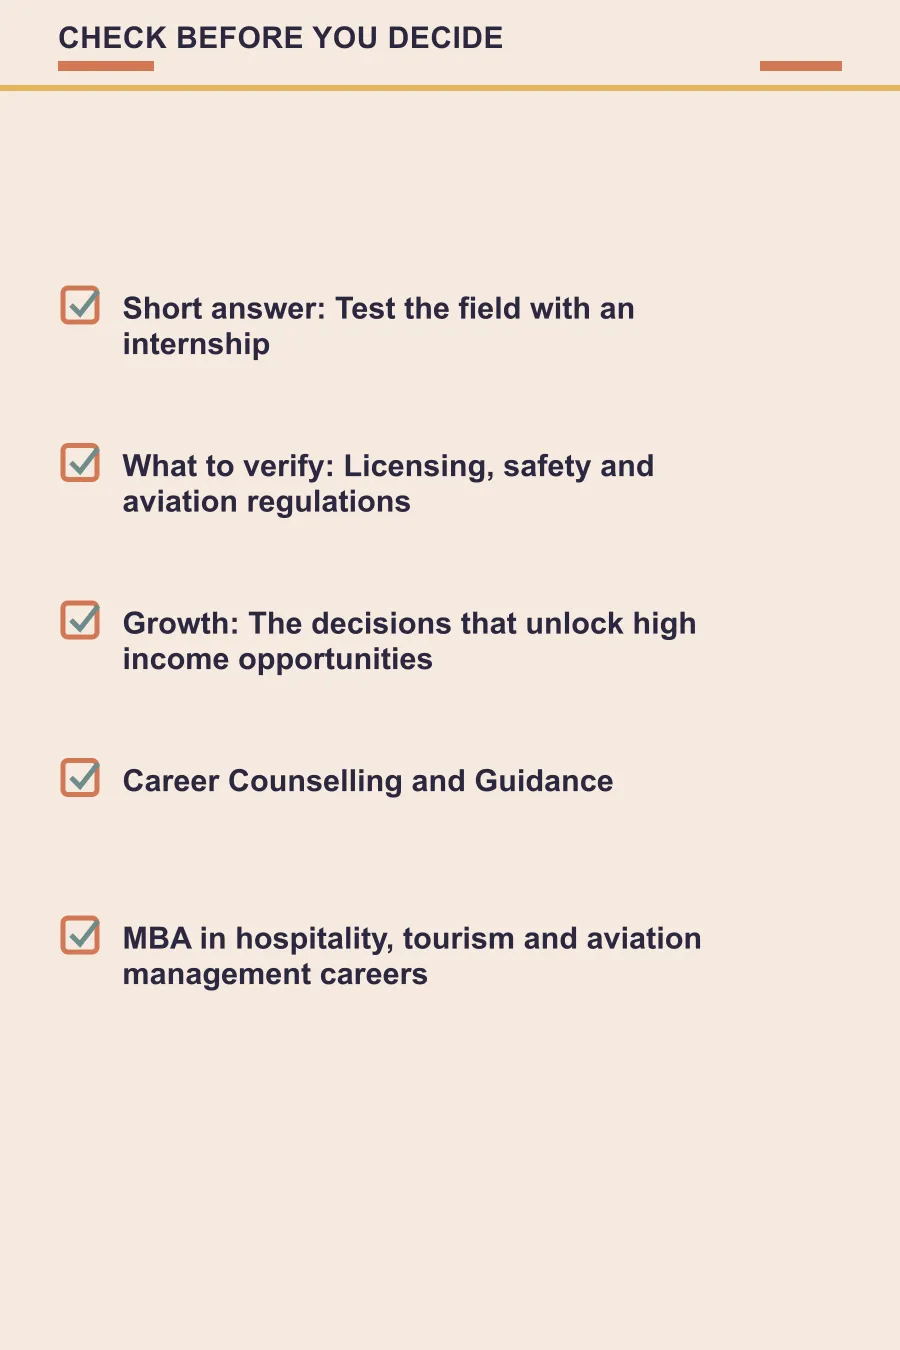 CHECK BEFORE YOU DECIDE
Short answer: Test the field with an
internship
What to verify: Licensing, safety and
aviation regulations
Growth: The decisions that unlock high
income opportunities
Career Counselling and Guidance
MBA in hospitality, tourism and aviation
management careers